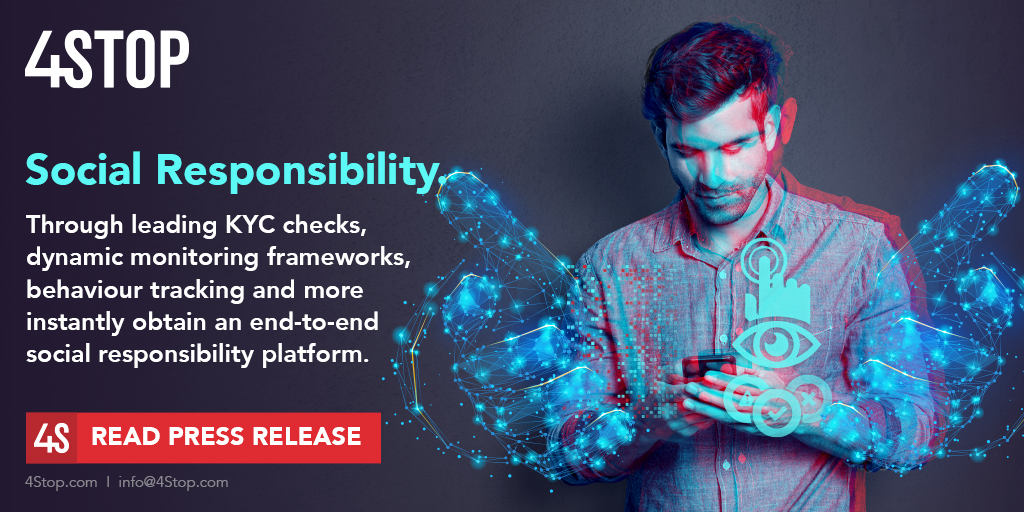 4STOP
Social Responsibility.
Through leading KYC checks,
dynamic monitoring frameworks,
behaviour tracking and more
instantly obtain an end-to-end
social responsibility platform.
4S READ PRESS RELEASE
4Stop.com | info@4Stop.com